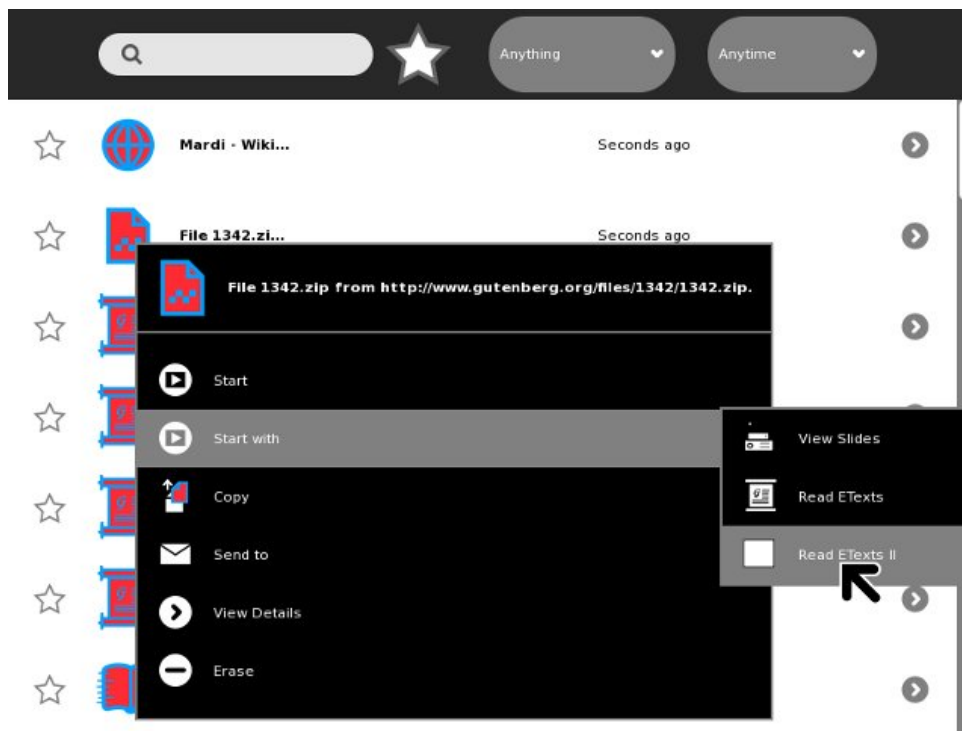 Anything
Anytime
Mardi - Wiki...
Seconds ago
File 1342.zi...
Seconds ago
File 1342.zip from http://www.gutenberg.org/files/1342/1342.zip.
Start
Start with
Copy
Send to
View Details
Erase
View Slides
Read ETexts
Read ETexts II